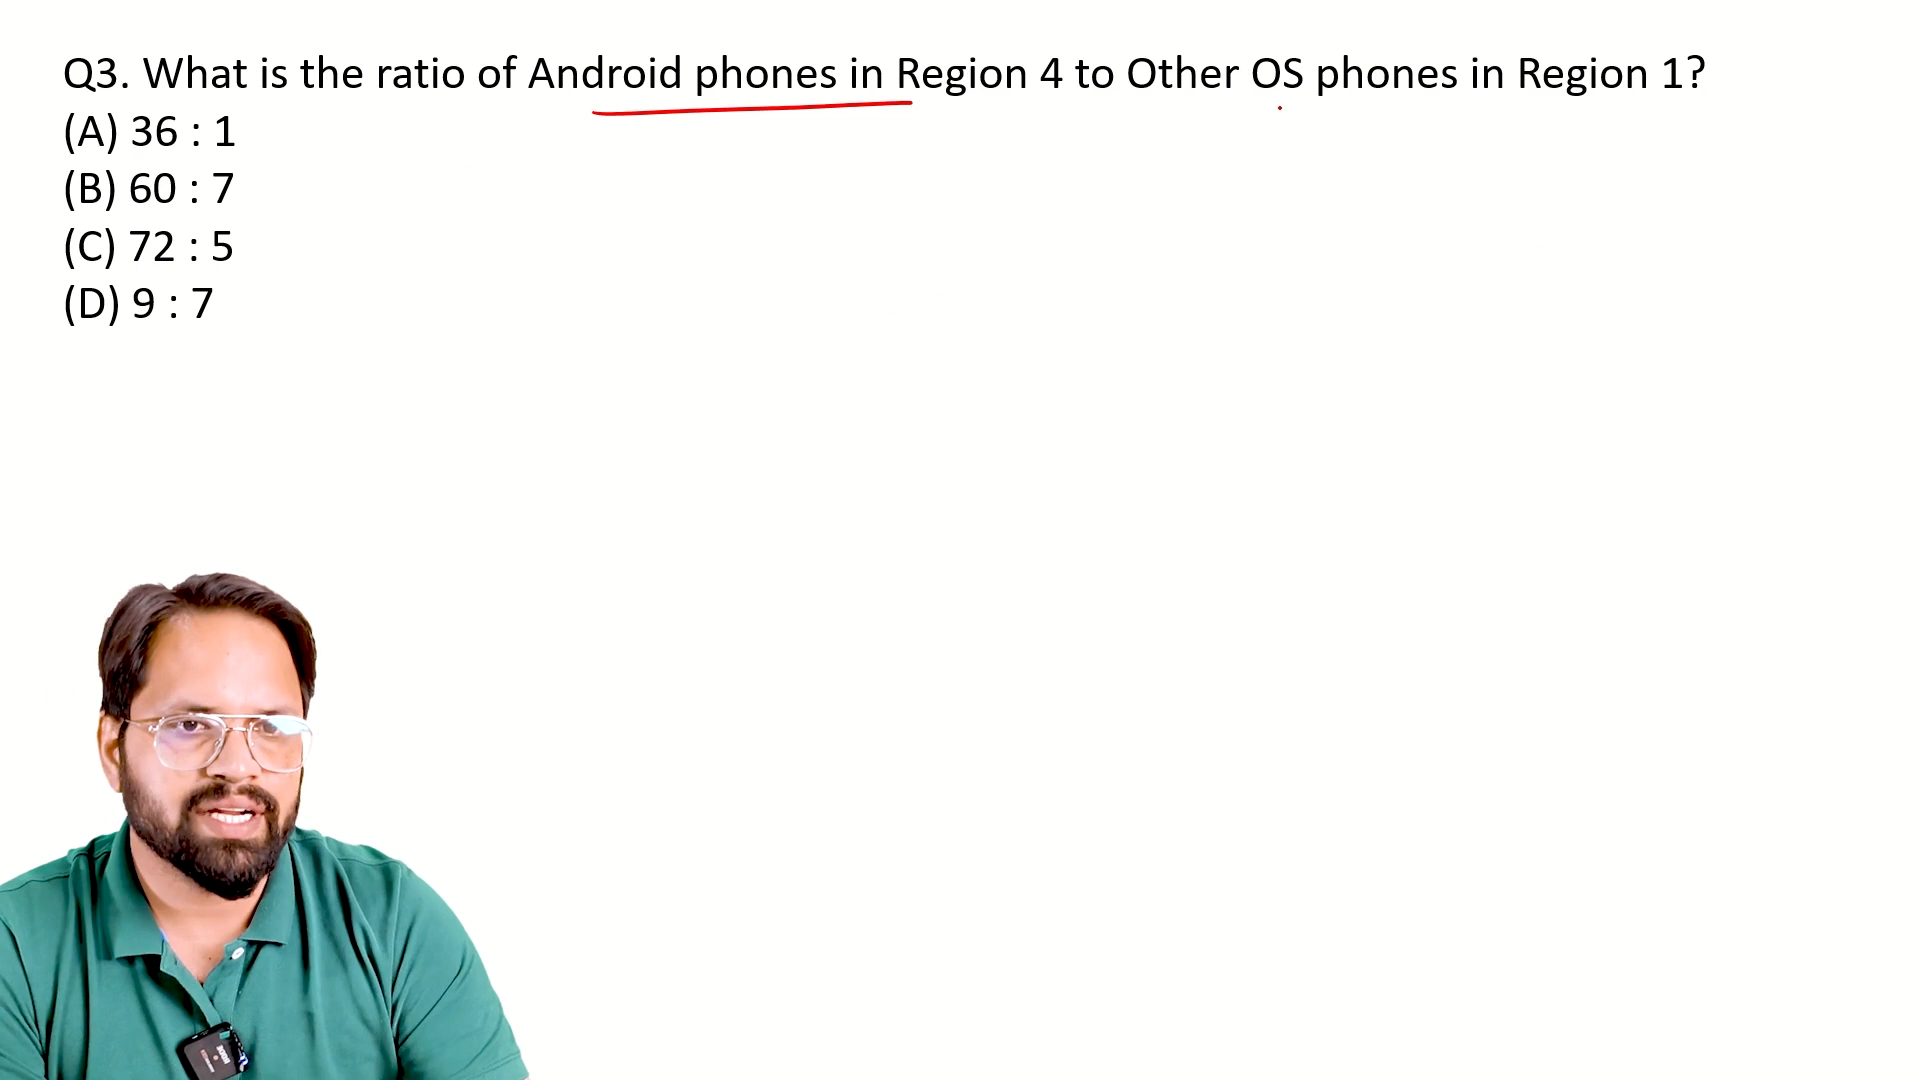 Q3. What is the ratio of Android phones in Region 4 to Other OS phones in Region 1?
(A) 36 : 1
(B) 60 : 7
(C) 72 : 5
(D) 9 : 7